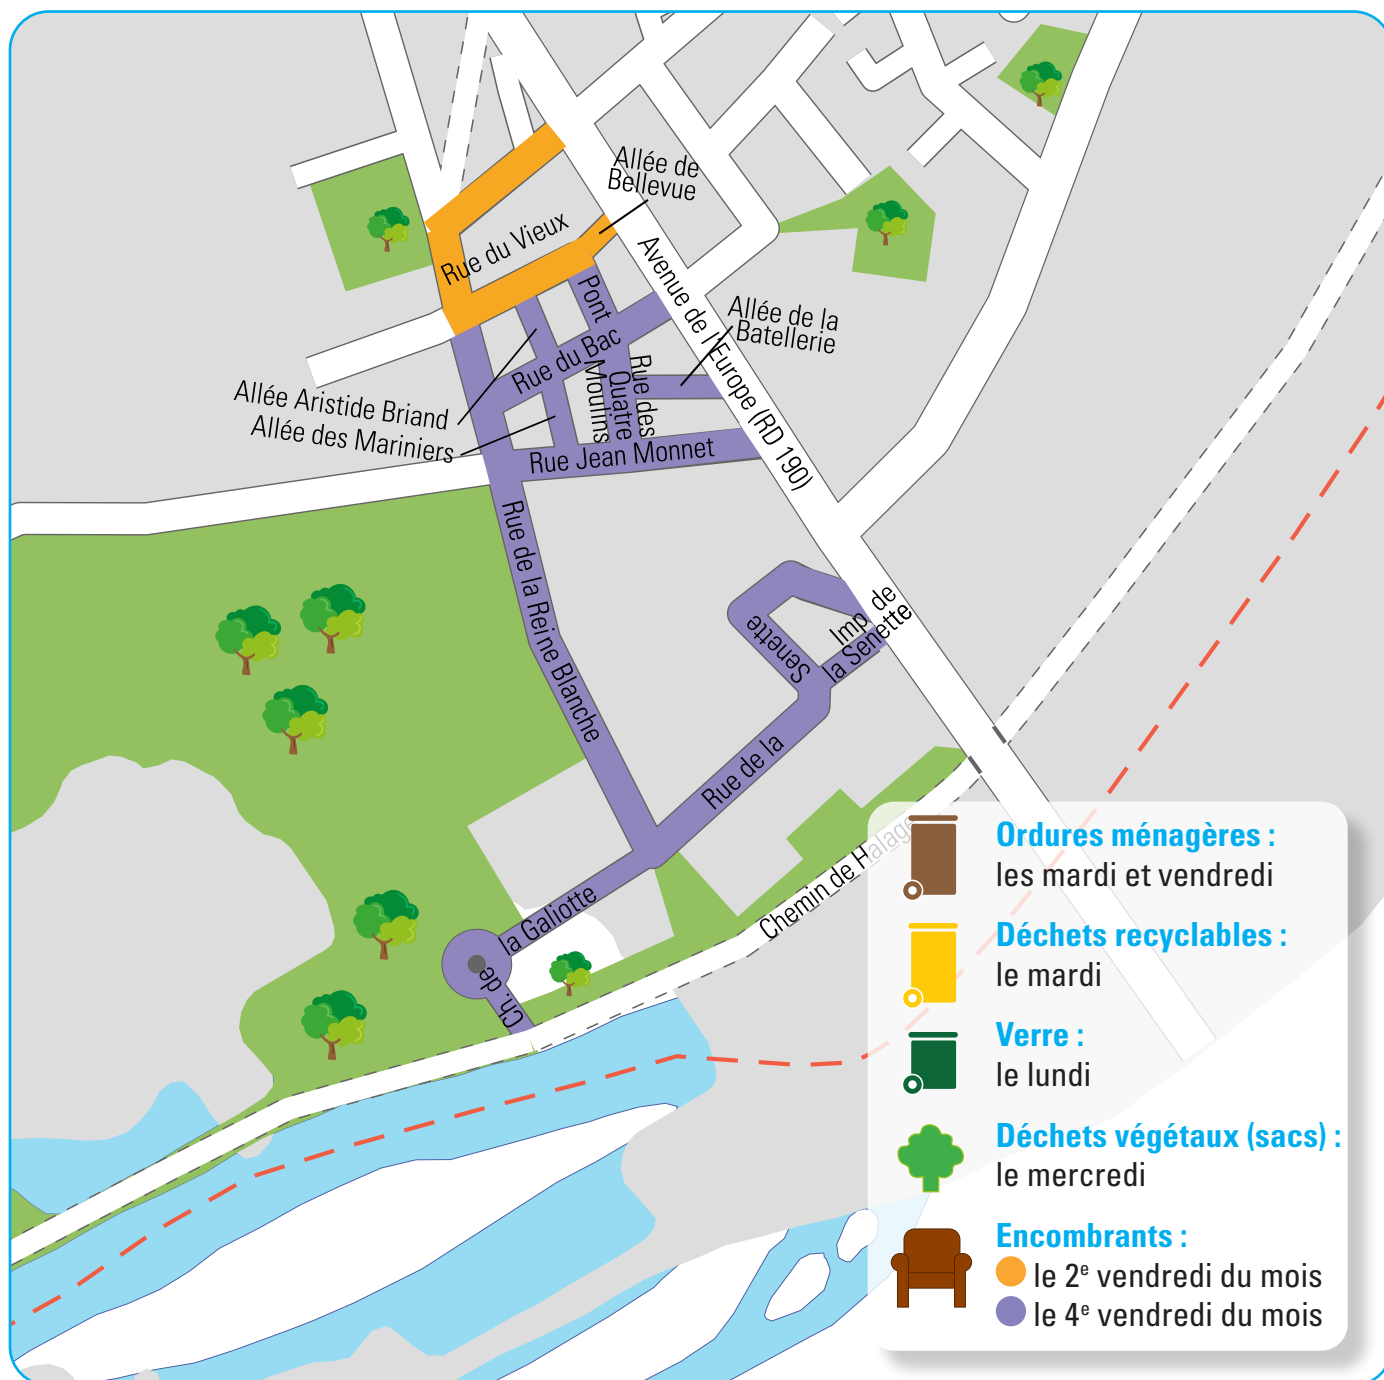 Allée de
Bellevue
Rue du Vieux
Pont
Avenue de l'Europe (RD 190)
Allée de la
Batellerie
Rue du Bac
Rue des
Quatre
Moulins
Allée Aristide Briand
Allée des Mariniers
Rue Jean Monnet
Rue de la Reine Blanche
Imp. de
la Senette
Rue de la
Senette
Chemin de Halage
Ch. de
la Galiotte
Ordures ménagères :
les mardi et vendredi
Déchets recyclables :
le mardi
Verre :
le lundi
Déchets végétaux (sacs) :
le mercredi
Encombrants :
le 2e vendredi du mois
le 4e vendredi du mois